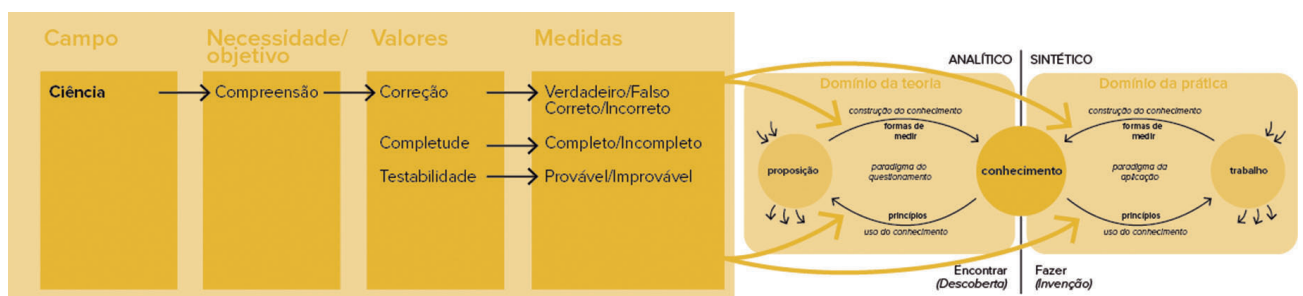 Campo
Necessidade/
objetivo
Valores
Medidas
Ciência
Compreensão
Correção
Verdadeiro/Falso
Correto/Incorreto
Completude
Completo/Incompleto
Testabilidade
Provável/Improvável
ANALÍTICO
SINTÉTICO
Domínio da teoria
Domínio da prática
construção do conhecimento
formas de
medir
construção do conhecimento
formas de
medir
proposição
paradigma do
questionamento
conhecimento
paradigma da
aplicação
trabalho
princípios
uso do conhecimento
princípios
uso do conhecimento
Encontrar
(Descoberta)
Fazer
(Invenção)